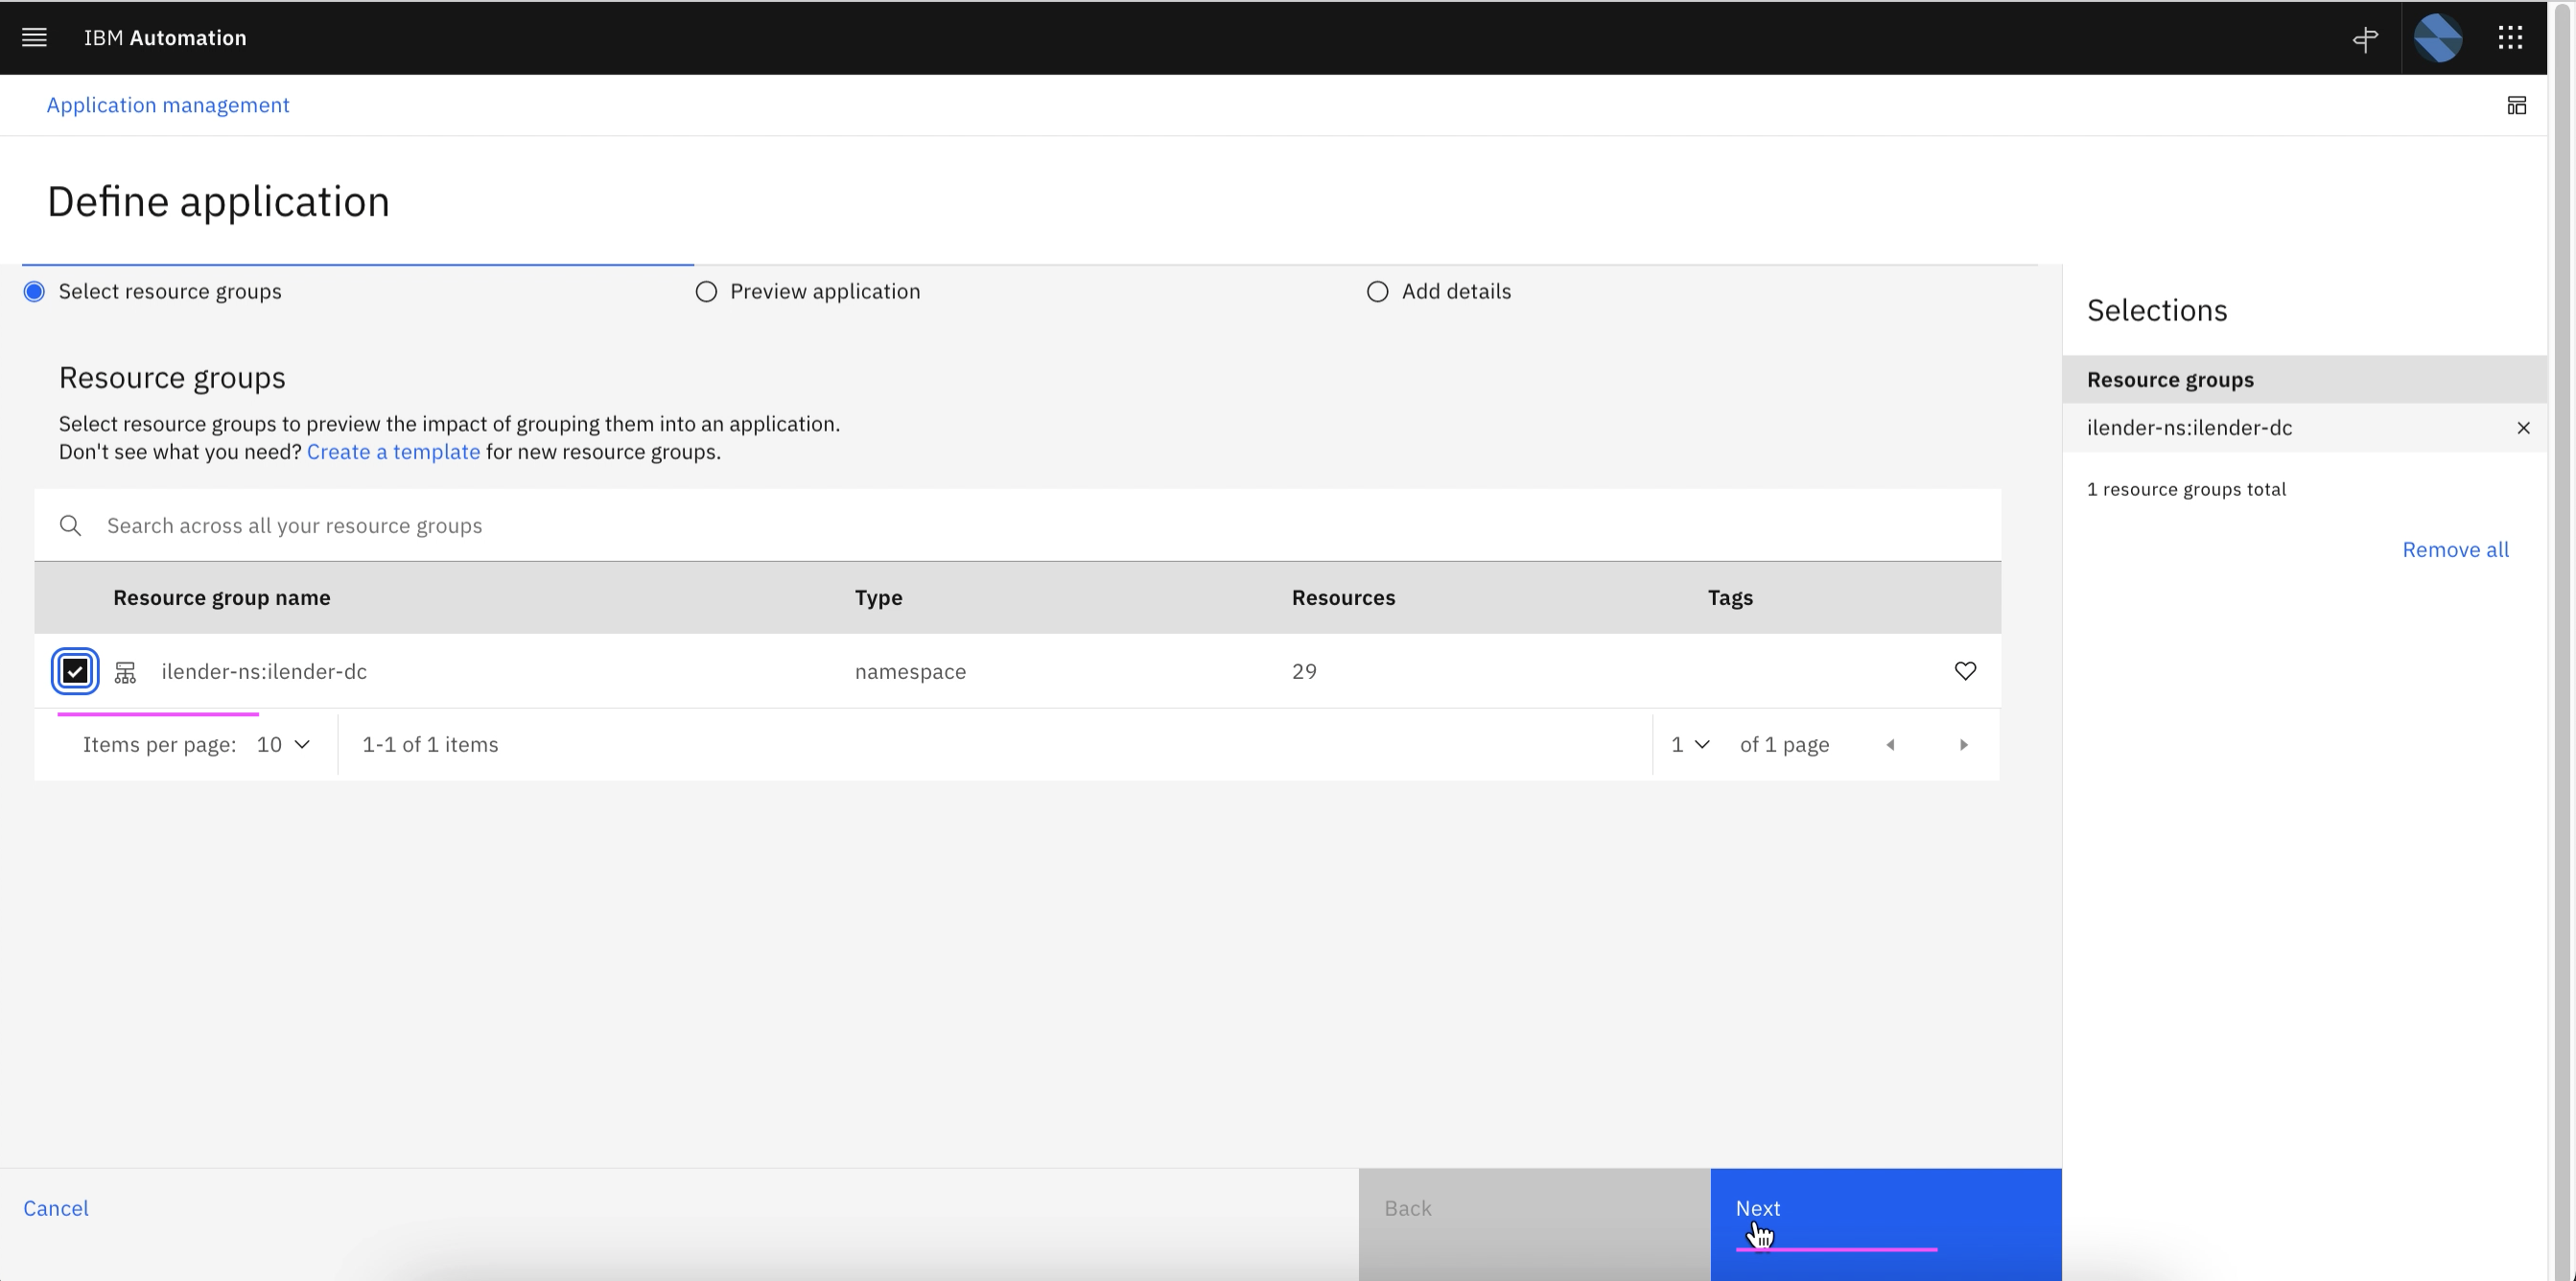 IBM Automation
Application management
Define application
Select resource groups
Preview application
Add details
Resource groups
Select resource groups to preview the impact of grouping them into an application.
Don't see what you need? Create a template for new resource groups.
Search across all your resource groups
Resource group name Type Resources Tags
ilender-ns:ilender-dc namespace 29
Items per page: 10 1-1 of 1 items 1 of 1 page
Selections
Resource groups
ilender-ns:ilender-dc
1 resource groups total
Remove all
Cancel
Back
Next